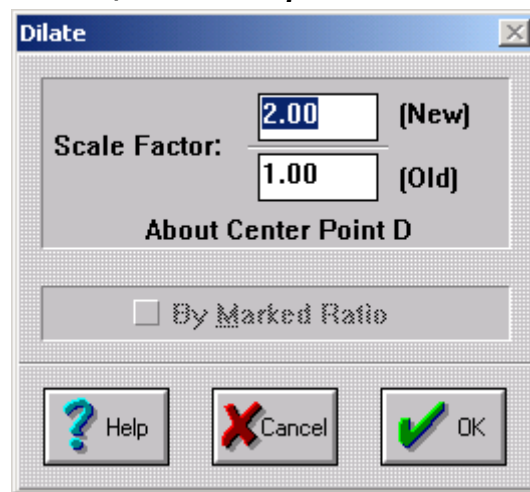 Dilate
2.00 (New)
Scale Factor:
1.00 (Old)
About Center Point D
By Marked Ratio
? Help Cancel OK